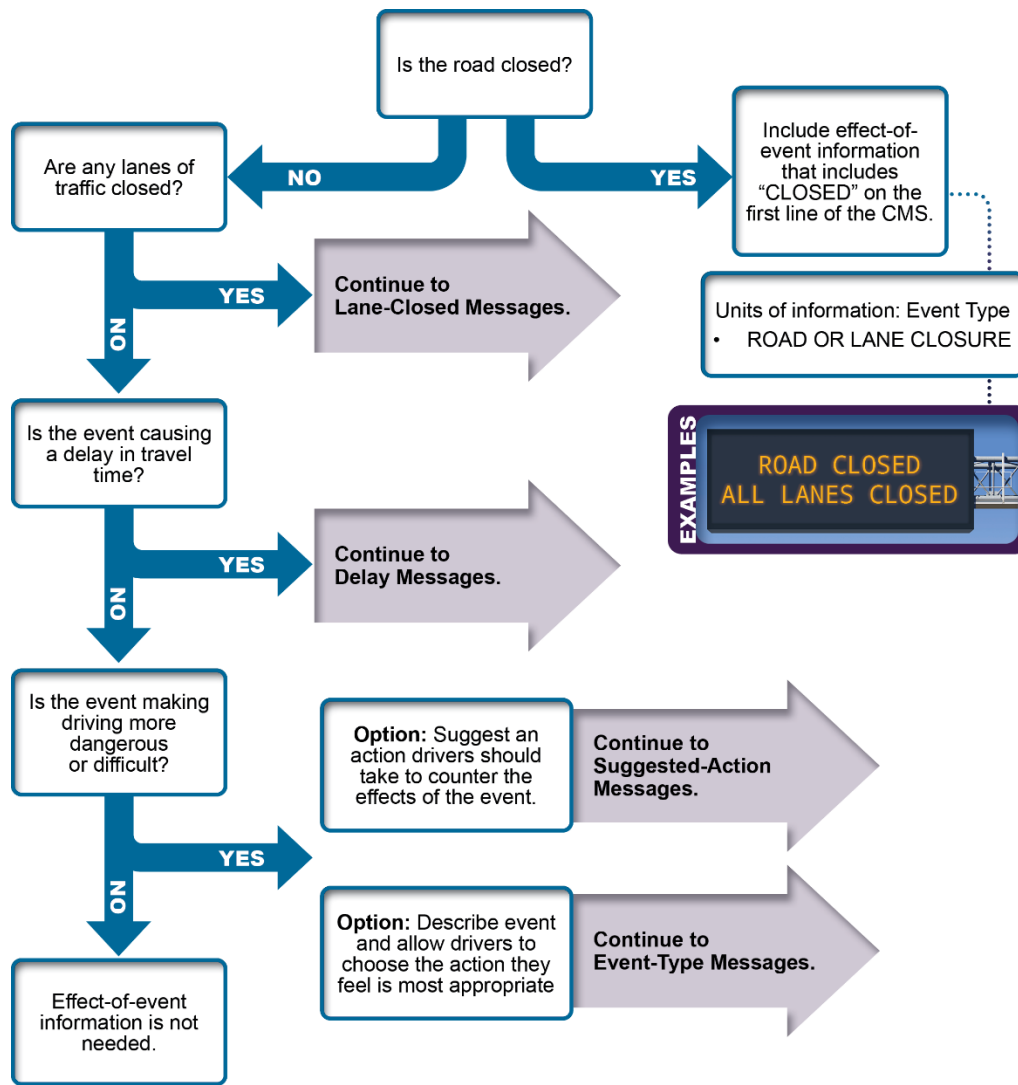 Is the road closed?
NO
YES
Are any lanes of
traffic closed?
Include effect-of-
event information
that includes
“CLOSED” on the
first line of the CMS.
YES
Continue to
Lane-Closed Messages.
NO
Units of information: Event Type
• ROAD OR LANE CLOSURE
EXAMPLES
ROAD CLOSED
ALL LANES CLOSED
Is the event causing
a delay in travel
time?
YES
Continue to
Delay Messages.
NO
Is the event making
driving more
dangerous
or difficult?
YES
NO
Option: Suggest an
action drivers should
take to counter the
effects of the event.
Continue to
Suggested-Action
Messages.
Option: Describe event
and allow drivers to
choose the action they
feel is most appropriate
Continue to
Event-Type Messages.
Effect-of-event
information is not
needed.